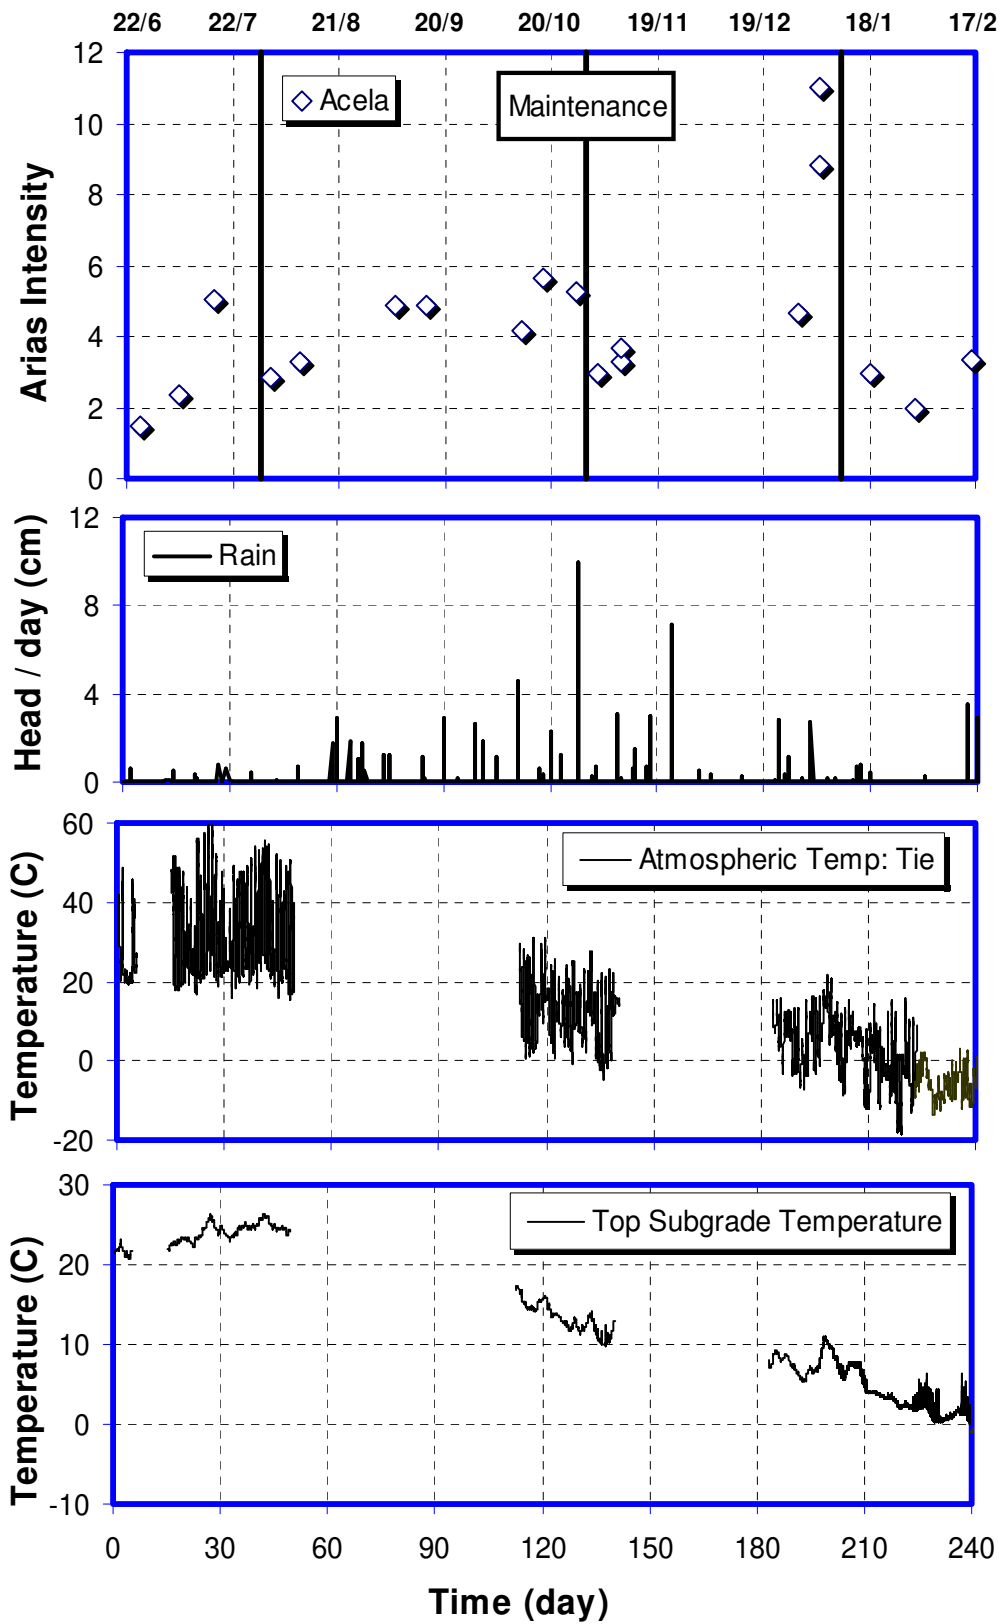 22/6 22/7 21/8 20/9 20/10 19/11 19/12 18/1 17/2
12
Acela
Maintenance
10
8
6
4
2
0
Arias Intensity
12
Rain
8
4
0
Head / day (cm)
60
Atmospheric Temp: Tie
40
20
0
-20
Temperature (C)
30
Top Subgrade Temperature
20
10
0
-10
Temperature (C)
0 30 60 90 120 150 180 210 240
Time (day)